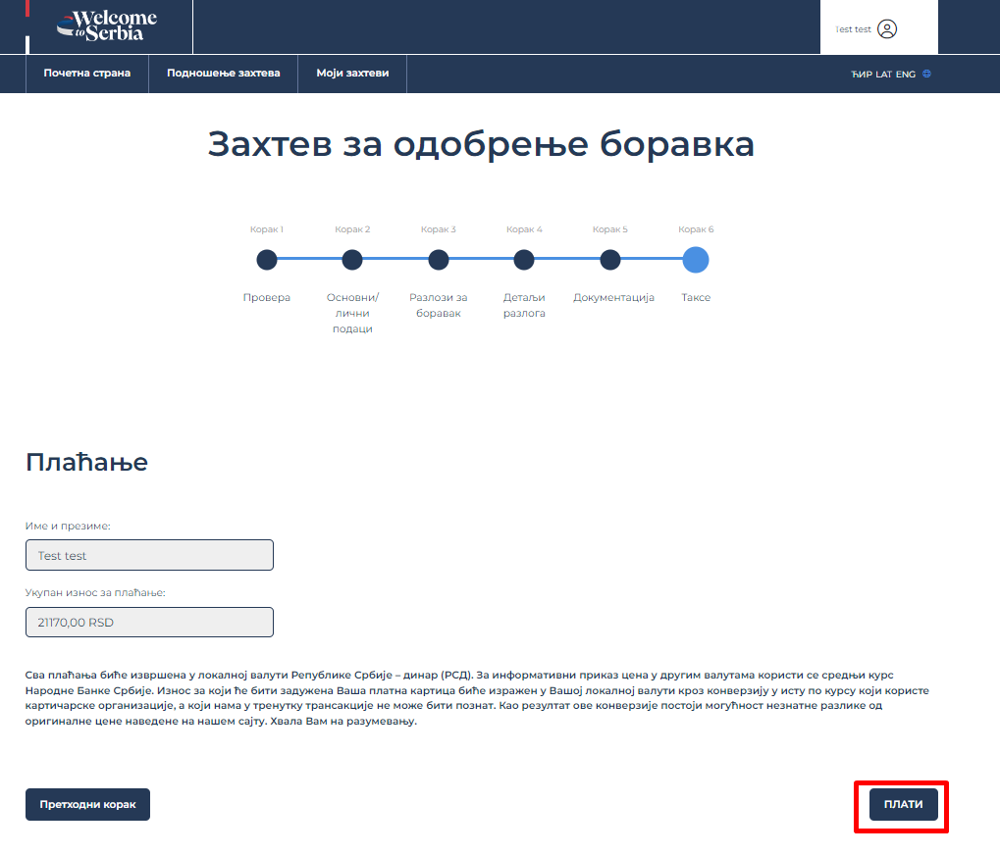 Welcome
to Serbia
Test test
Почетна страна
Подношење захтева
Моји захтеви
ЋИР LAT ENG
Захтев за одобрење боравка
Корак 1
Корак 2
Корак 3
Корак 4
Корак 5
Корак 6
Провера
Основни/
лични
подаци
Разлози за
боравак
Детаљи
разлога
Документација
Таксе
Плаћање
Име и презиме:
Test test
Укупан износ за плаћање:
21170,00 RSD
Сва плаћања биће извршена у локалној валути Републике Србије – динар (РСД). За информативни приказ цена у другим валутама користи се средњи курс
Народне Банке Србије. Износ за који ће бити задужена Ваша платна картица биће изражен у Вашој локалној валути кроз конверзију у исту по курсу који користе
картичарске организације, а који нама у тренутку трансакције не може бити познат. Као резултат ове конверзије постоји могућност незнатне разлике од
оригиналне цене наведене на нашем сајту. Хвала Вам на разумевању.
Претходни корак
ПЛАТИ